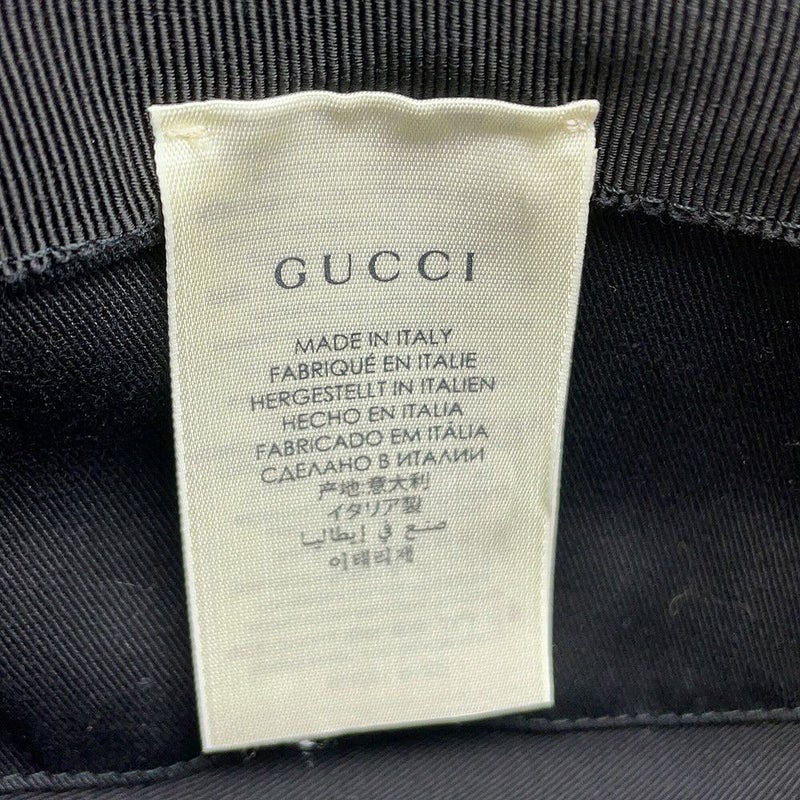 GUCCI
MADE IN ITALY
FABRIQUÉ EN ITALIE
HERGESTELLT IN ITALIEN
HECHO EN ITALIA
FABRICADO EM ITÁLIA
СДЕЛАНО В ИТАЛИИ
产地:意大利
イタリア製
صنع في إيطاليا
이태리제